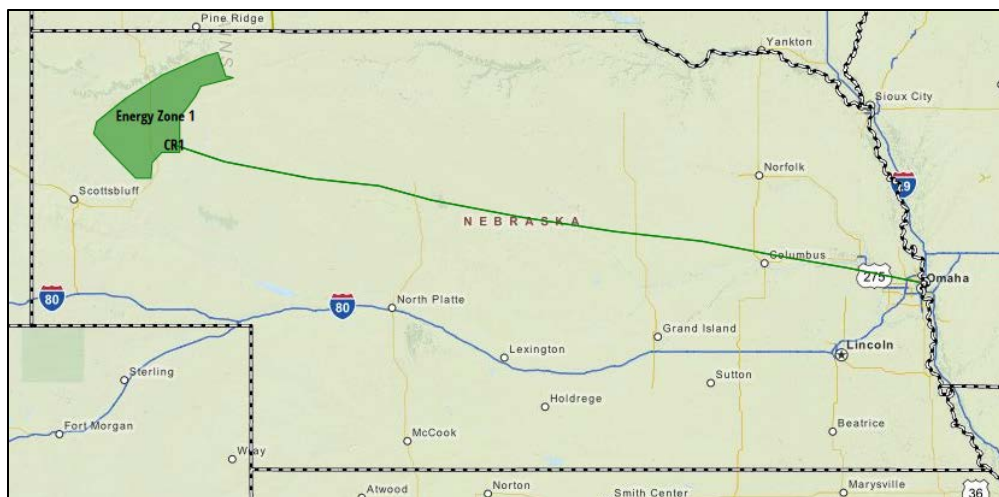 Pine Ridge
Yankton
Sioux City
Energy Zone 1
CR1
Norfolk
29
Scottsbluff
NEBRASKA
Columbus
275
Omaha
80
80
North Platte
Grand Island
Lincoln
Lexington
Sterling
Sutton
Holdrege
Fort Morgan
McCook
Beatrice
Wray
Atwood
Norton
Smith Center
Marysville
36